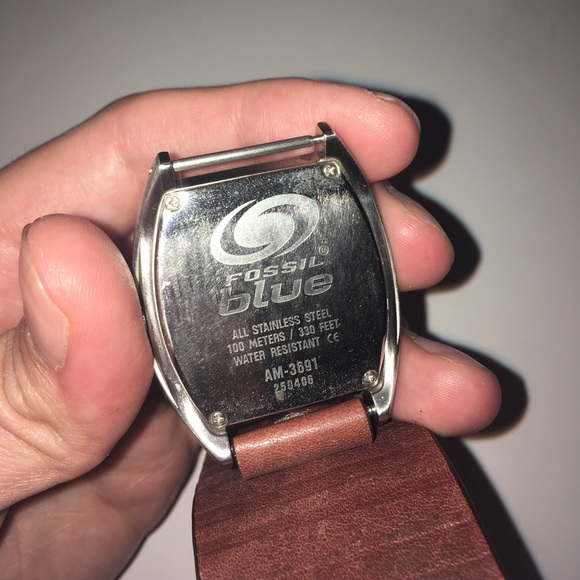 FOSSIL®
blue
ALL STAINLESS STEEL
100 METERS / 330 FEET
WATER RESISTANT CE
AM-3691
250406